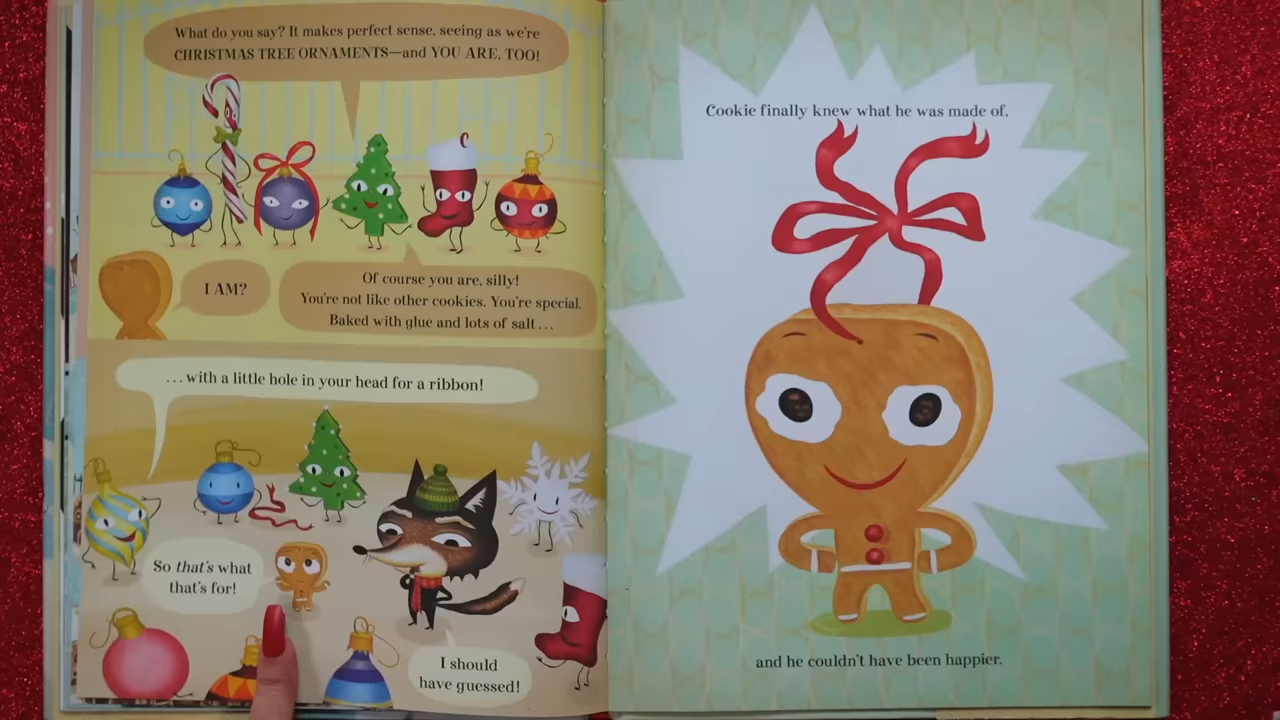 What do you say? It makes perfect sense, seeing as we're
CHRISTMAS TREE ORNAMENTS—and YOU ARE, TOO!
I AM?
Of course you are, silly!
You're not like other cookies. You're special.
Baked with glue and lots of salt...
...with a little hole in your head for a ribbon!
So that's what
that's for!
I should
have guessed!
Cookie finally knew what he was made of,
and he couldn't have been happier.